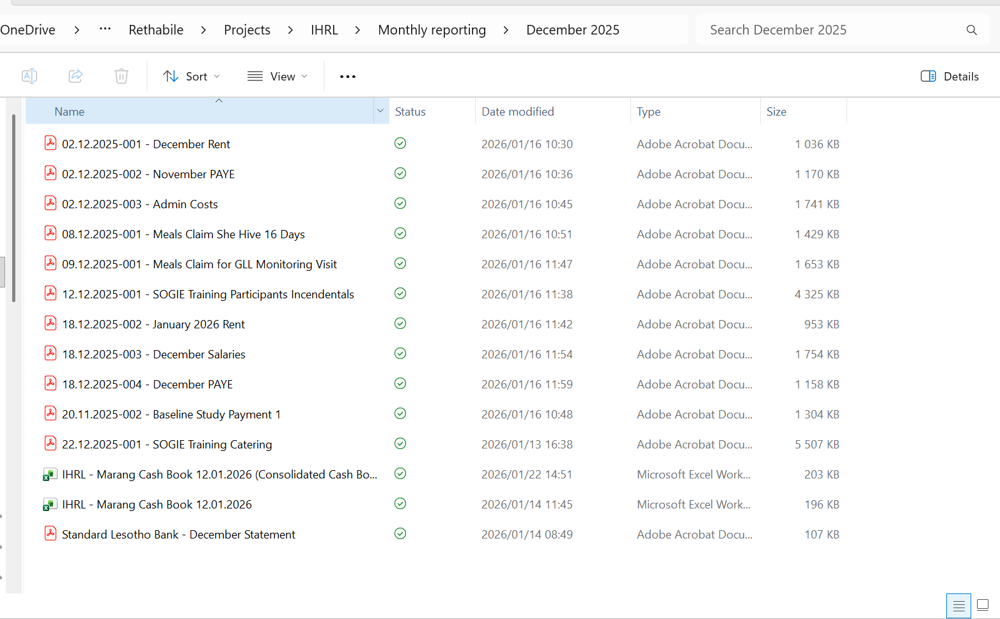 OneDrive > ... Rethabile > Projects > IHRL > Monthly reporting > December 2025 Search December 2025
Sort View ... Details
Name Status Date modified Type Size
02.12.2025-001 - December Rent 2026/01/16 10:30 Adobe Acrobat Docu... 1 036 KB
02.12.2025-002 - November PAYE 2026/01/16 10:36 Adobe Acrobat Docu... 1 170 KB
02.12.2025-003 - Admin Costs 2026/01/16 10:45 Adobe Acrobat Docu... 1 741 KB
08.12.2025-001 - Meals Claim She Hive 16 Days 2026/01/16 10:51 Adobe Acrobat Docu... 1 429 KB
09.12.2025-001 - Meals Claim for GLL Monitoring Visit 2026/01/16 11:47 Adobe Acrobat Docu... 1 653 KB
12.12.2025-001 - SOGIE Training Participants Incendentals 2026/01/16 11:38 Adobe Acrobat Docu... 4 325 KB
18.12.2025-002 - January 2026 Rent 2026/01/16 11:42 Adobe Acrobat Docu... 953 KB
18.12.2025-003 - December Salaries 2026/01/16 11:54 Adobe Acrobat Docu... 1 754 KB
18.12.2025-004 - December PAYE 2026/01/16 11:59 Adobe Acrobat Docu... 1 158 KB
20.11.2025-002 - Baseline Study Payment 1 2026/01/16 10:48 Adobe Acrobat Docu... 1 304 KB
22.12.2025-001 - SOGIE Training Catering 2026/01/13 16:38 Adobe Acrobat Docu... 5 507 KB
IHRL - Marang Cash Book 12.01.2026 (Consolidated Cash Bo... 2026/01/22 14:51 Microsoft Excel Work... 203 KB
IHRL - Marang Cash Book 12.01.2026 2026/01/14 11:45 Microsoft Excel Work... 196 KB
Standard Lesotho Bank - December Statement 2026/01/14 08:49 Adobe Acrobat Docu... 107 KB